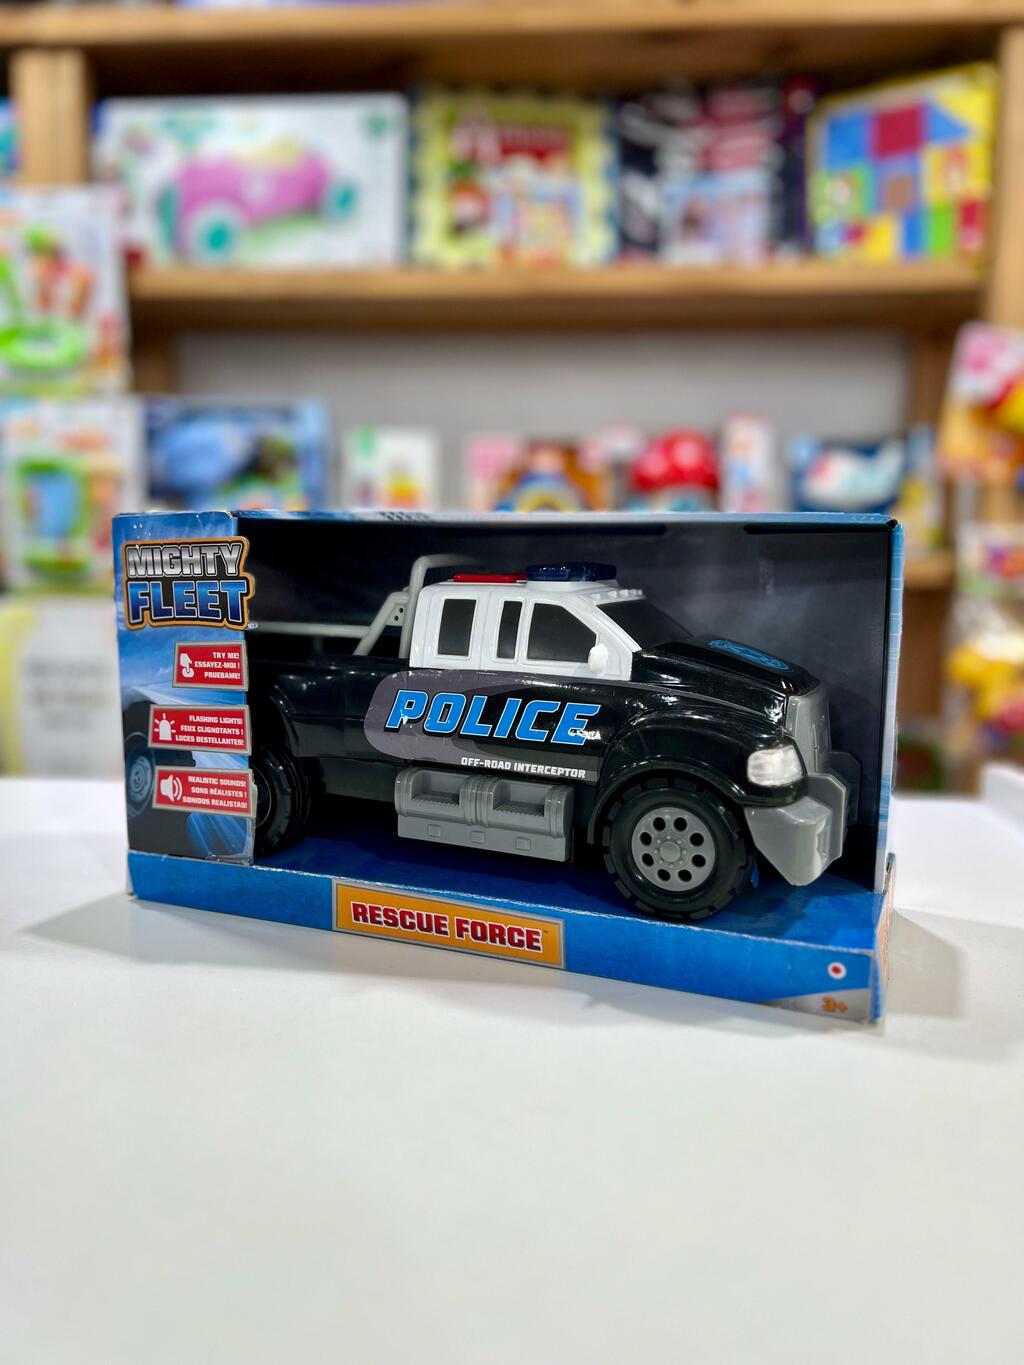 MIGHTY
FLEET
TRY ME!
ESSAYEZ-MOI !
PRUEBAME!
FLASHING LIGHTS!
FEUX CLIGNOTANTS !
LUCES DESTELLANTES!
REALISTIC SOUNDS!
SONS RÉALISTES !
SONIDOS REALISTAS!
POLICE
OFF-ROAD INTERCEPTOR
RESCUE FORCE™
3+